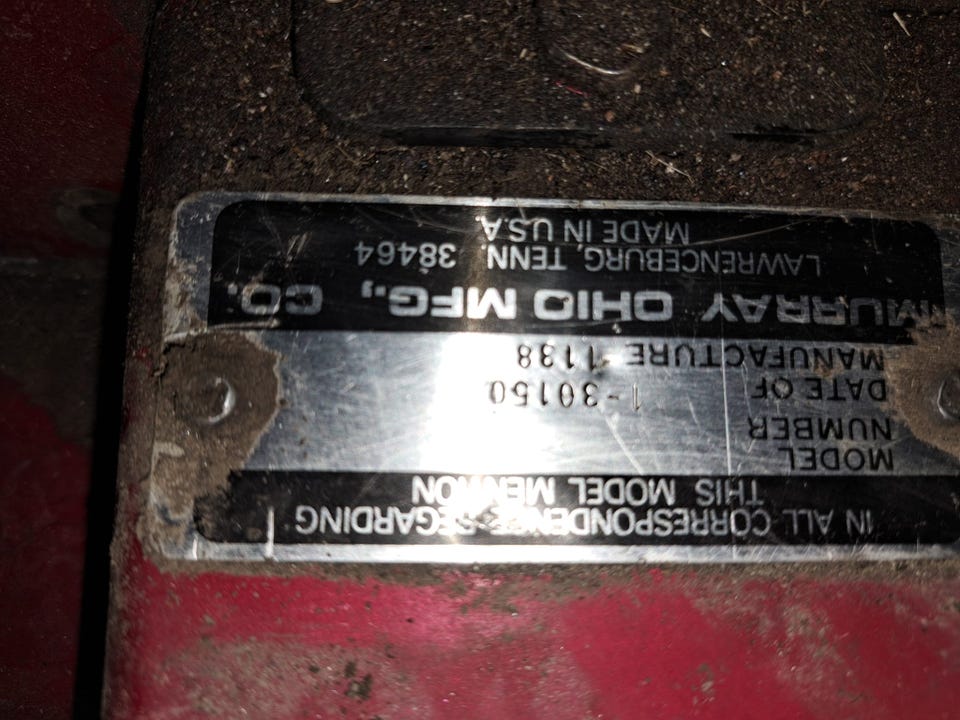 IN ALL CORRESPONDENCE REGARDING
THIS MODEL MENTION
MODEL
NUMBER
DATE OF 1-30150
MANUFACTURE 1138
MURRAY OHIO MFG., CO.
LAWRENCEBURG, TENN. 38464
MADE IN U.S.A.